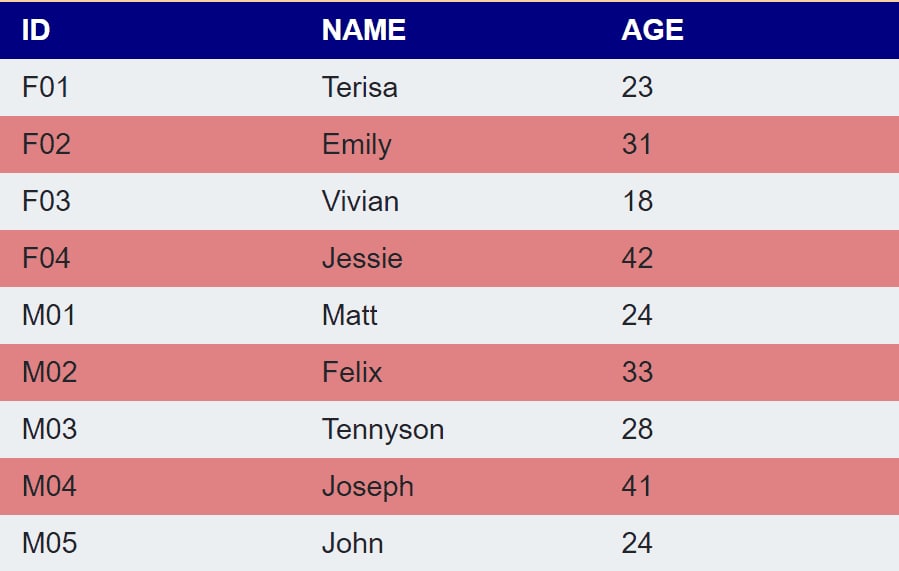 ID NAME AGE
F01 Terisa 23
F02 Emily 31
F03 Vivian 18
F04 Jessie 42
M01 Matt 24
M02 Felix 33
M03 Tennyson 28
M04 Joseph 41
M05 John 24